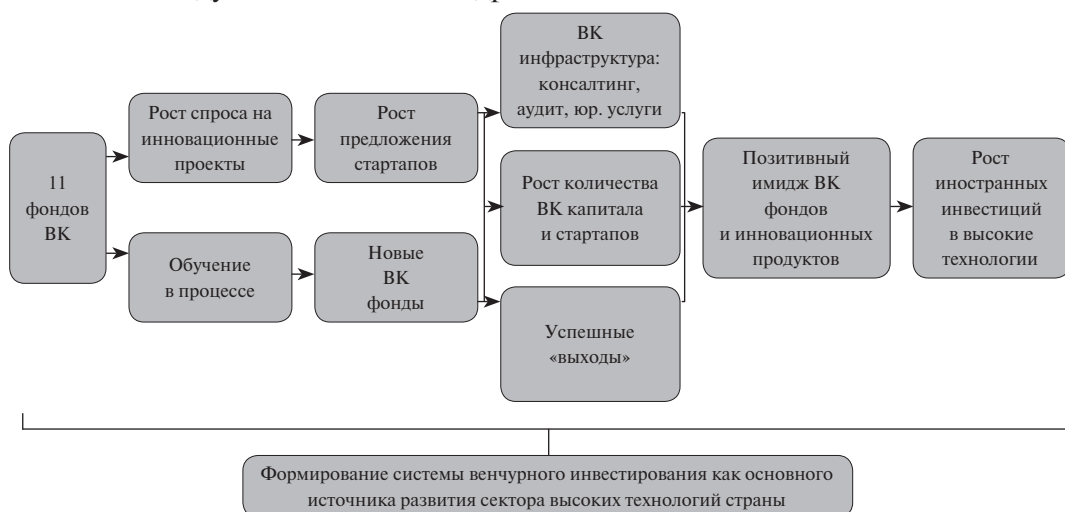 ВК
инфраструктура:
консалтинг,
аудит, юр. услуги
Рост спроса на
инновационные
проекты
Рост
предложения
стартапов
11
фондов
ВК
Рост количества
ВК капитала
и стартапов
Позитивный
имидж ВК
фондов
и инновационных
продуктов
Рост
иностранных
инвестиций
в высокие
технологии
Обучение
в процессе
Новые
ВК
фонды
Успешные
«выходы»
Формирование системы венчурного инвестирования как основного
источника развития сектора высоких технологий страны